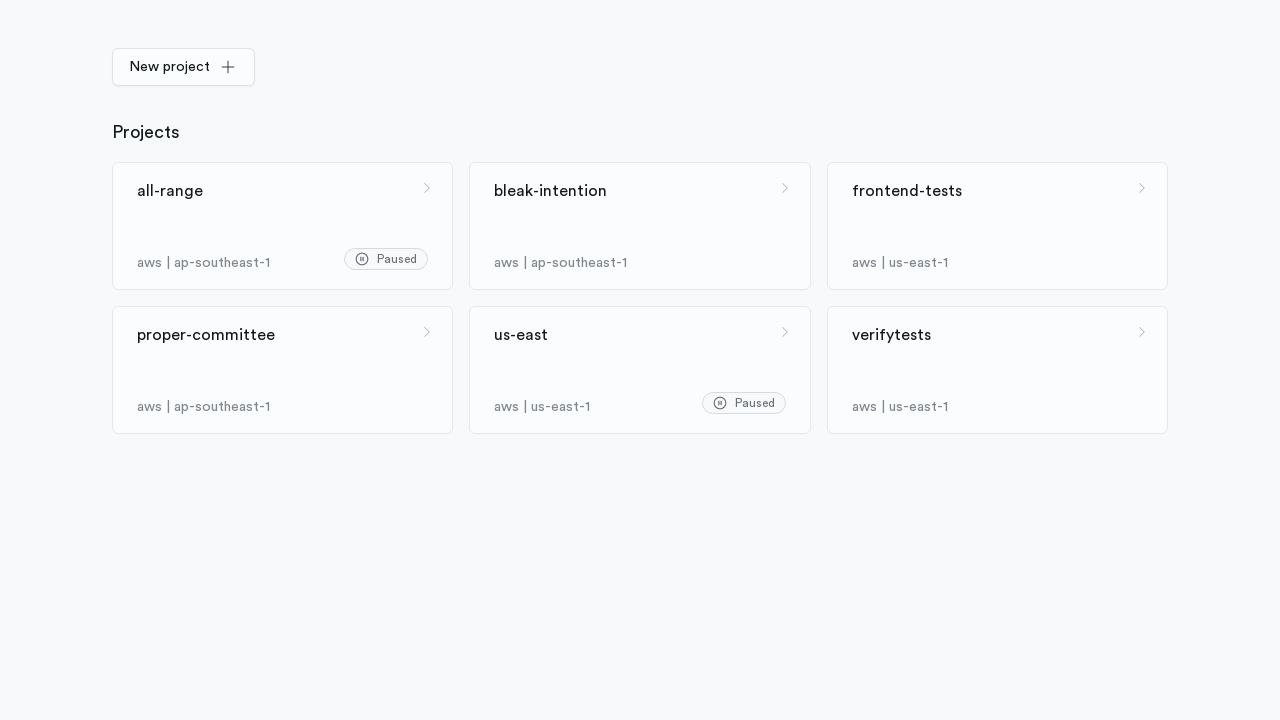 New project
Projects
all-range
aws | ap-southeast-1
Paused
bleak-intention
aws | ap-southeast-1
frontend-tests
aws | us-east-1
proper-committee
aws | ap-southeast-1
us-east
aws | us-east-1
Paused
verifytests
aws | us-east-1